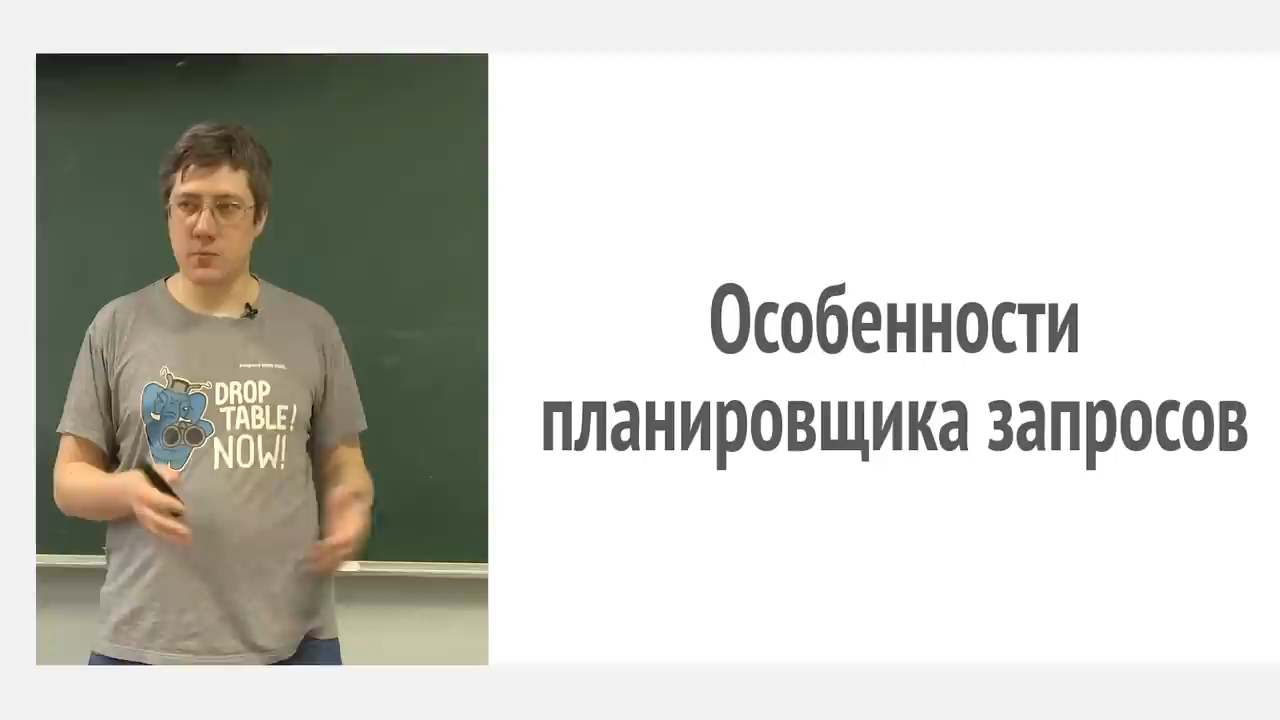 DROP
TABLE!
NOW!
Особенности
планировщика запросов